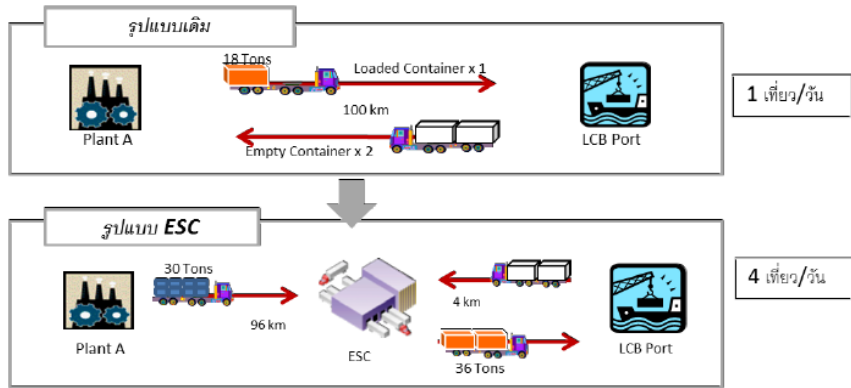 รูปแบบเดิม
18 Tons
Loaded Container x 1
100 km
Plant A
Empty Container x 2
LCB Port
1 เที่ยว/วัน
รูปแบบ ESC
30 Tons
96 km
4 km
Plant A
ESC
36 Tons
LCB Port
4 เที่ยว/วัน